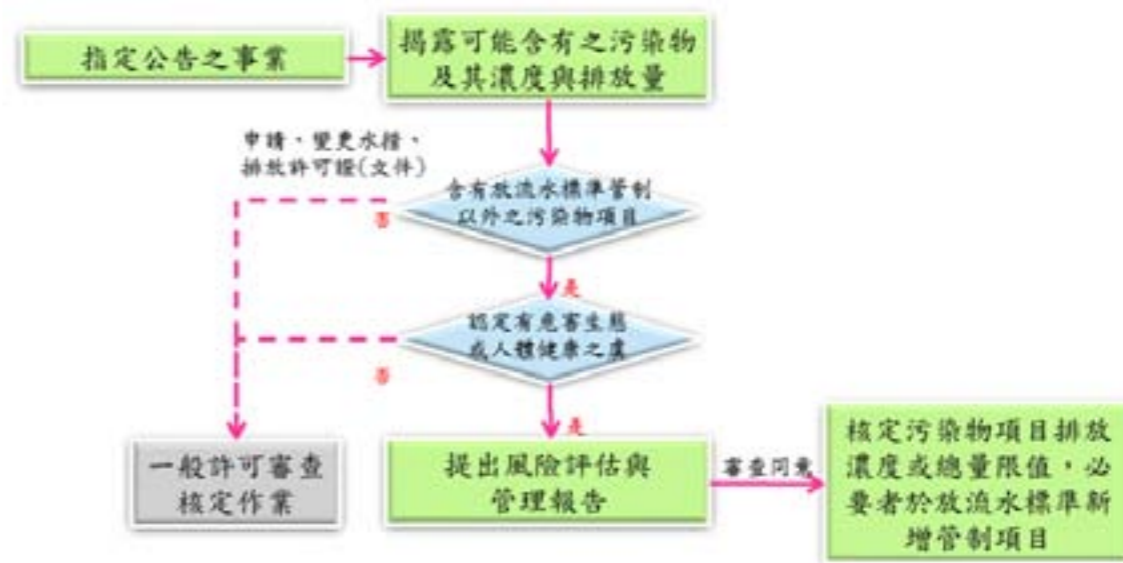 指定公告之事業
揭露可能含有之污染物
及其濃度與排放量
申請、變更水措、
排放許可證(文件)
含有放流水標準管制
以外之污染物項目
否
是
認定有危害生態
或人體健康之虞
否
是
一般許可審查
核定作業
提出風險評估與
管理報告
審查同意
核定污染物項目排放
濃度或總量限值，必
要者於放流水標準新
增管制項目